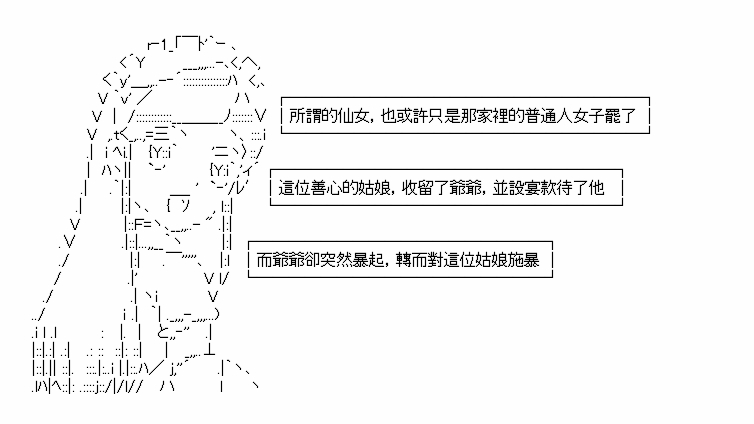 所謂的仙女，也或許只是那家裡的普通人女子罷了
這位善心的姑娘，收留了爺爺，並設宴款待了他
而爺爺卻突然暴起，轉而對這位姑娘施暴